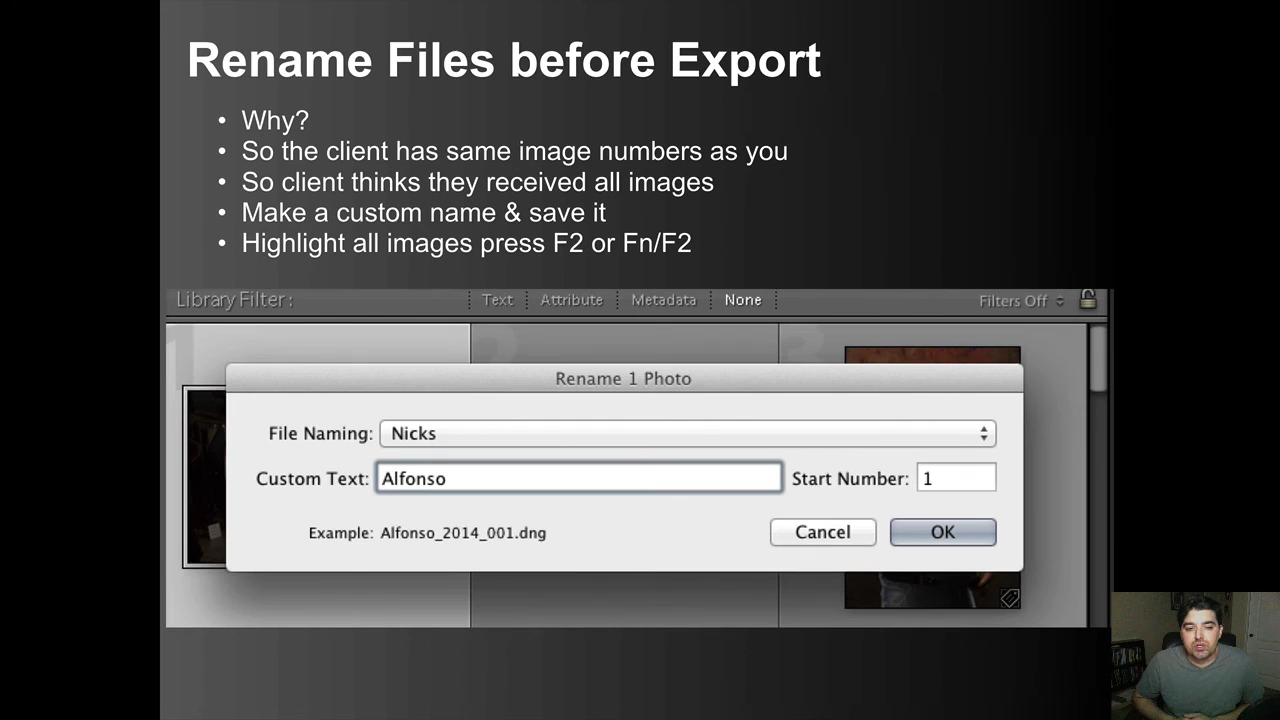 Rename Files before Export
• Why?
• So the client has same image numbers as you
• So client thinks they received all images
• Make a custom name & save it
• Highlight all images press F2 or Fn/F2
Library Filter : Text Attribute Metadata None Filters Off
1 2 3
Rename 1 Photo
File Naming: Nicks
Custom Text: Alfonso Start Number: 1
Example: Alfonso_2014_001.dng Cancel OK